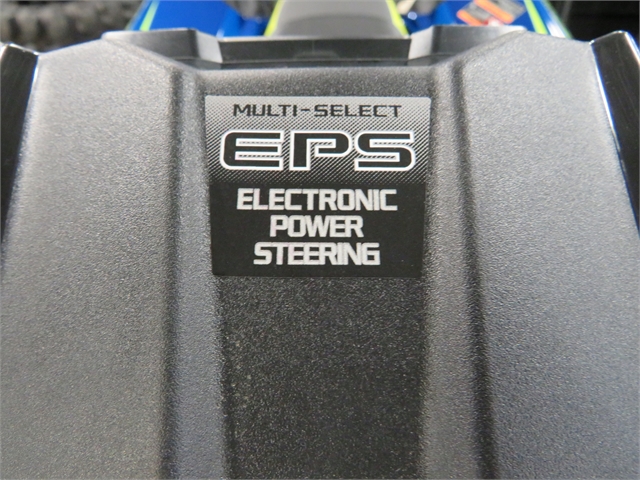 MULTI-SELECT
EPS
ELECTRONIC
POWER
STEERING